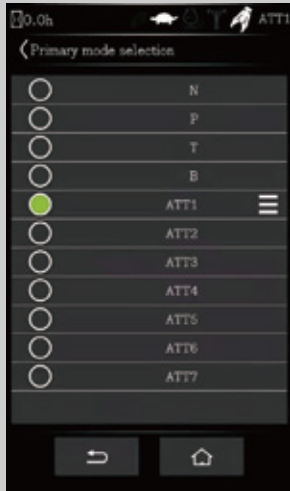 0.0h ATT1
Primary mode selection
N
P
T
B
ATT1
ATT2
ATT3
ATT4
ATT5
ATT6
ATT7